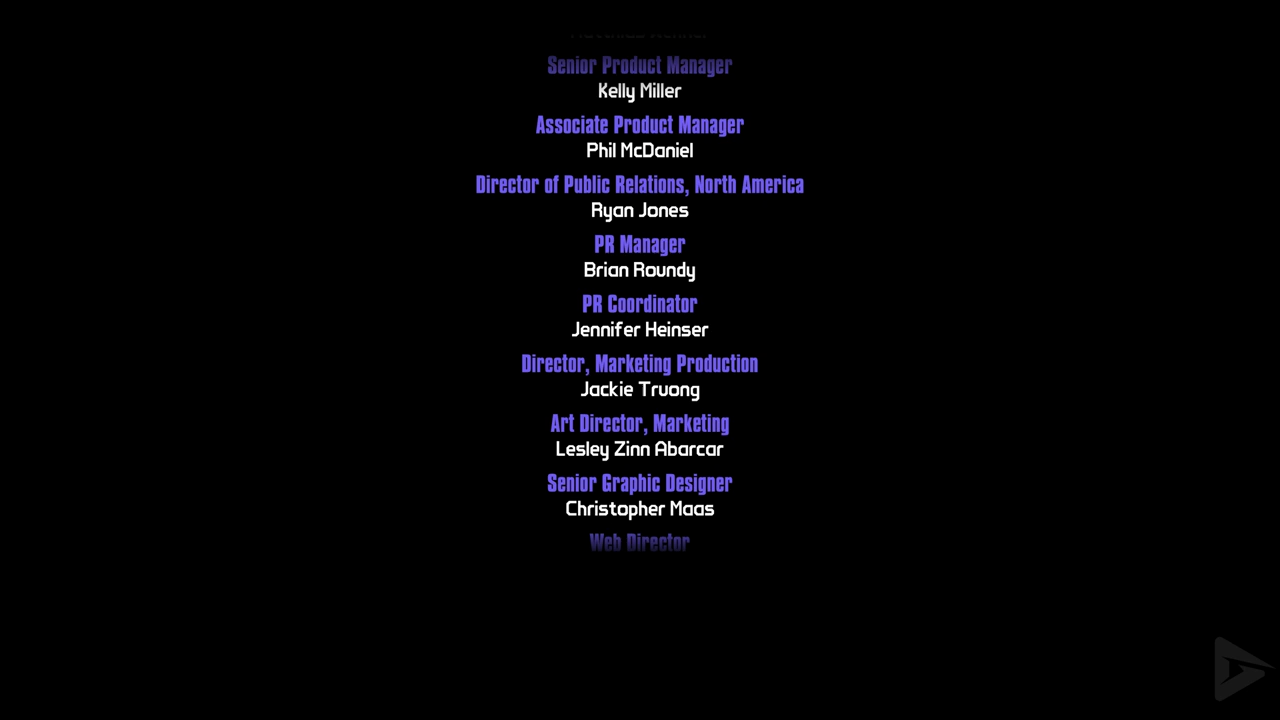 Senior Product Manager
Kelly Miller
Associate Product Manager
Phil McDaniel
Director of Public Relations, North America
Ryan Jones
PR Manager
Brian Roundy
PR Coordinator
Jennifer Heinser
Director, Marketing Production
Jackie Truong
Art Director, Marketing
Lesley Zinn Abarcar
Senior Graphic Designer
Christopher Maas
Web Director